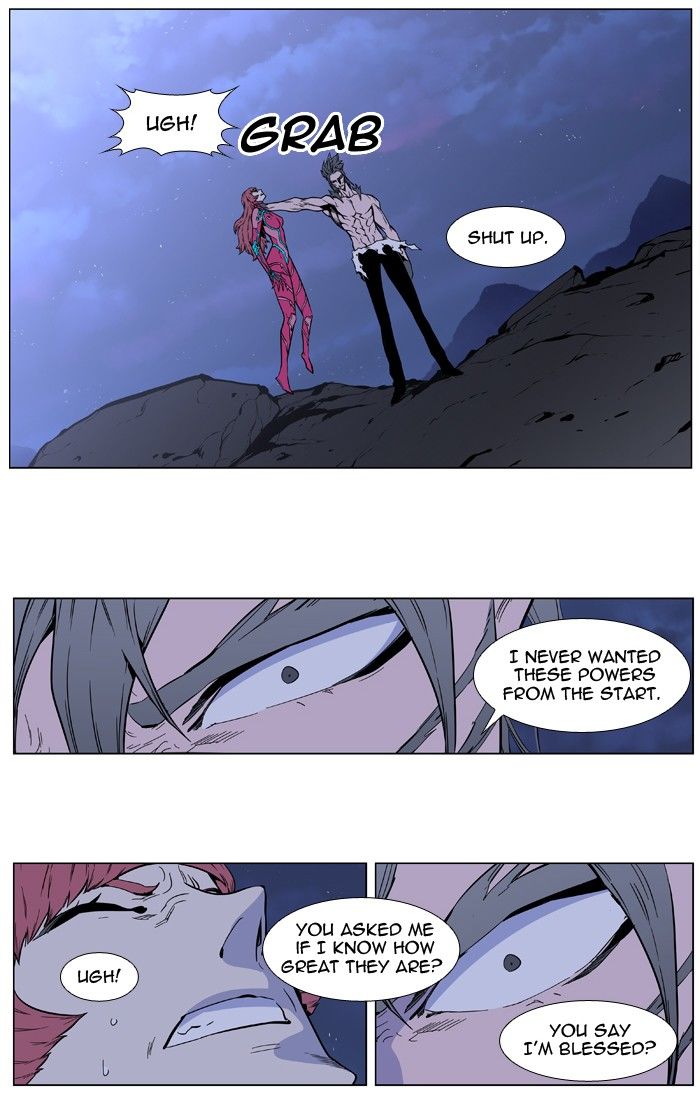 UGH!
GRAB
SHUT UP.
I NEVER WANTED
THESE POWERS
FROM THE START.
UGH!
YOU ASKED ME
IF I KNOW HOW
GREAT THEY ARE?
YOU SAY
I'M BLESSED?